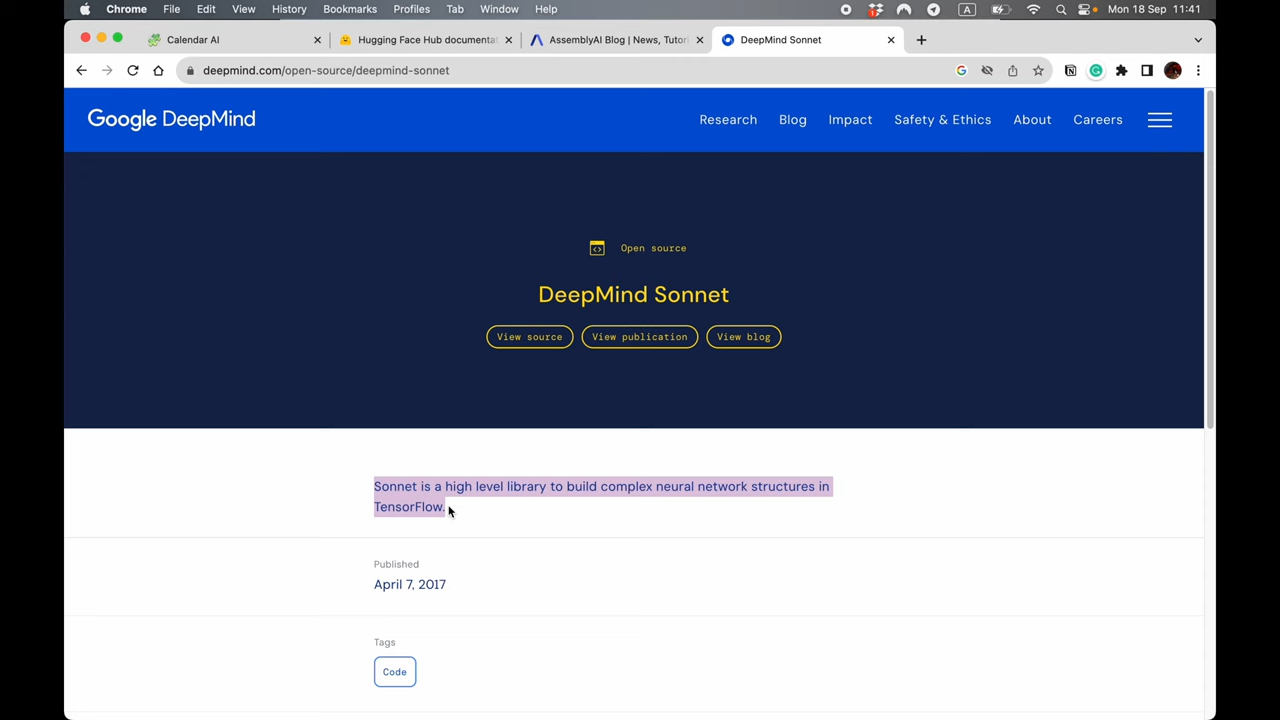 Chrome File Edit View History Bookmarks Profiles Tab Window Help A Mon 18 Sep 11:41
Calendar AI Hugging Face Hub documentat AssemblyAI Blog | News, Tutori DeepMind Sonnet
deepmind.com/open-source/deepmind-sonnet
Google DeepMind Research Blog Impact Safety & Ethics About Careers
Open source
DeepMind Sonnet
View source View publication View blog
Sonnet is a high level library to build complex neural network structures in
TensorFlow.
Published
April 7, 2017
Tags
Code